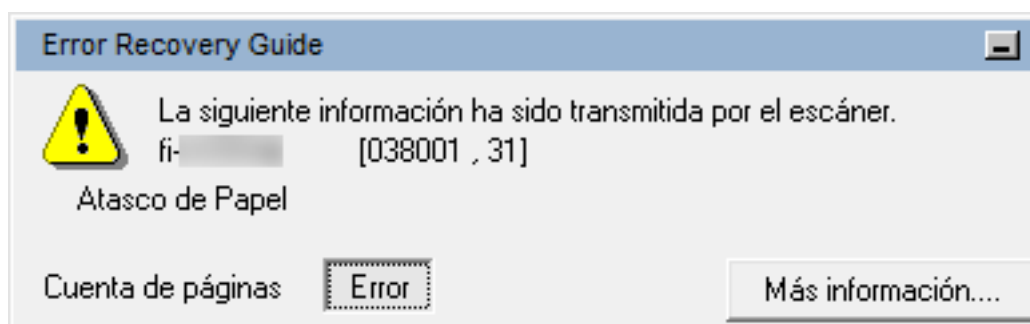 Error Recovery Guide
La siguiente información ha sido transmitida por el escáner.
fi- [038001 , 31]
Atasco de Papel
Cuenta de páginas Error Más información....